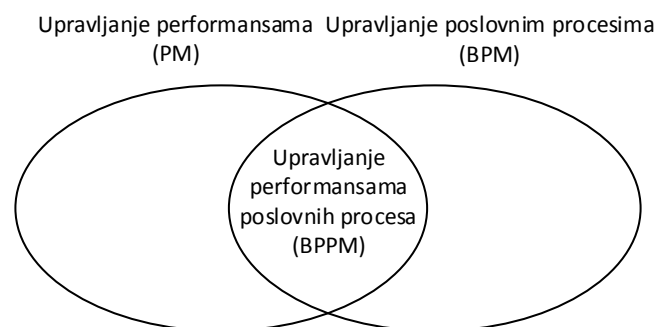 Upravljanje performansama
(PM)
Upravljanje poslovnim procesima
(BPM)
Upravljanje
performansama
poslovnih procesa
(BPPM)